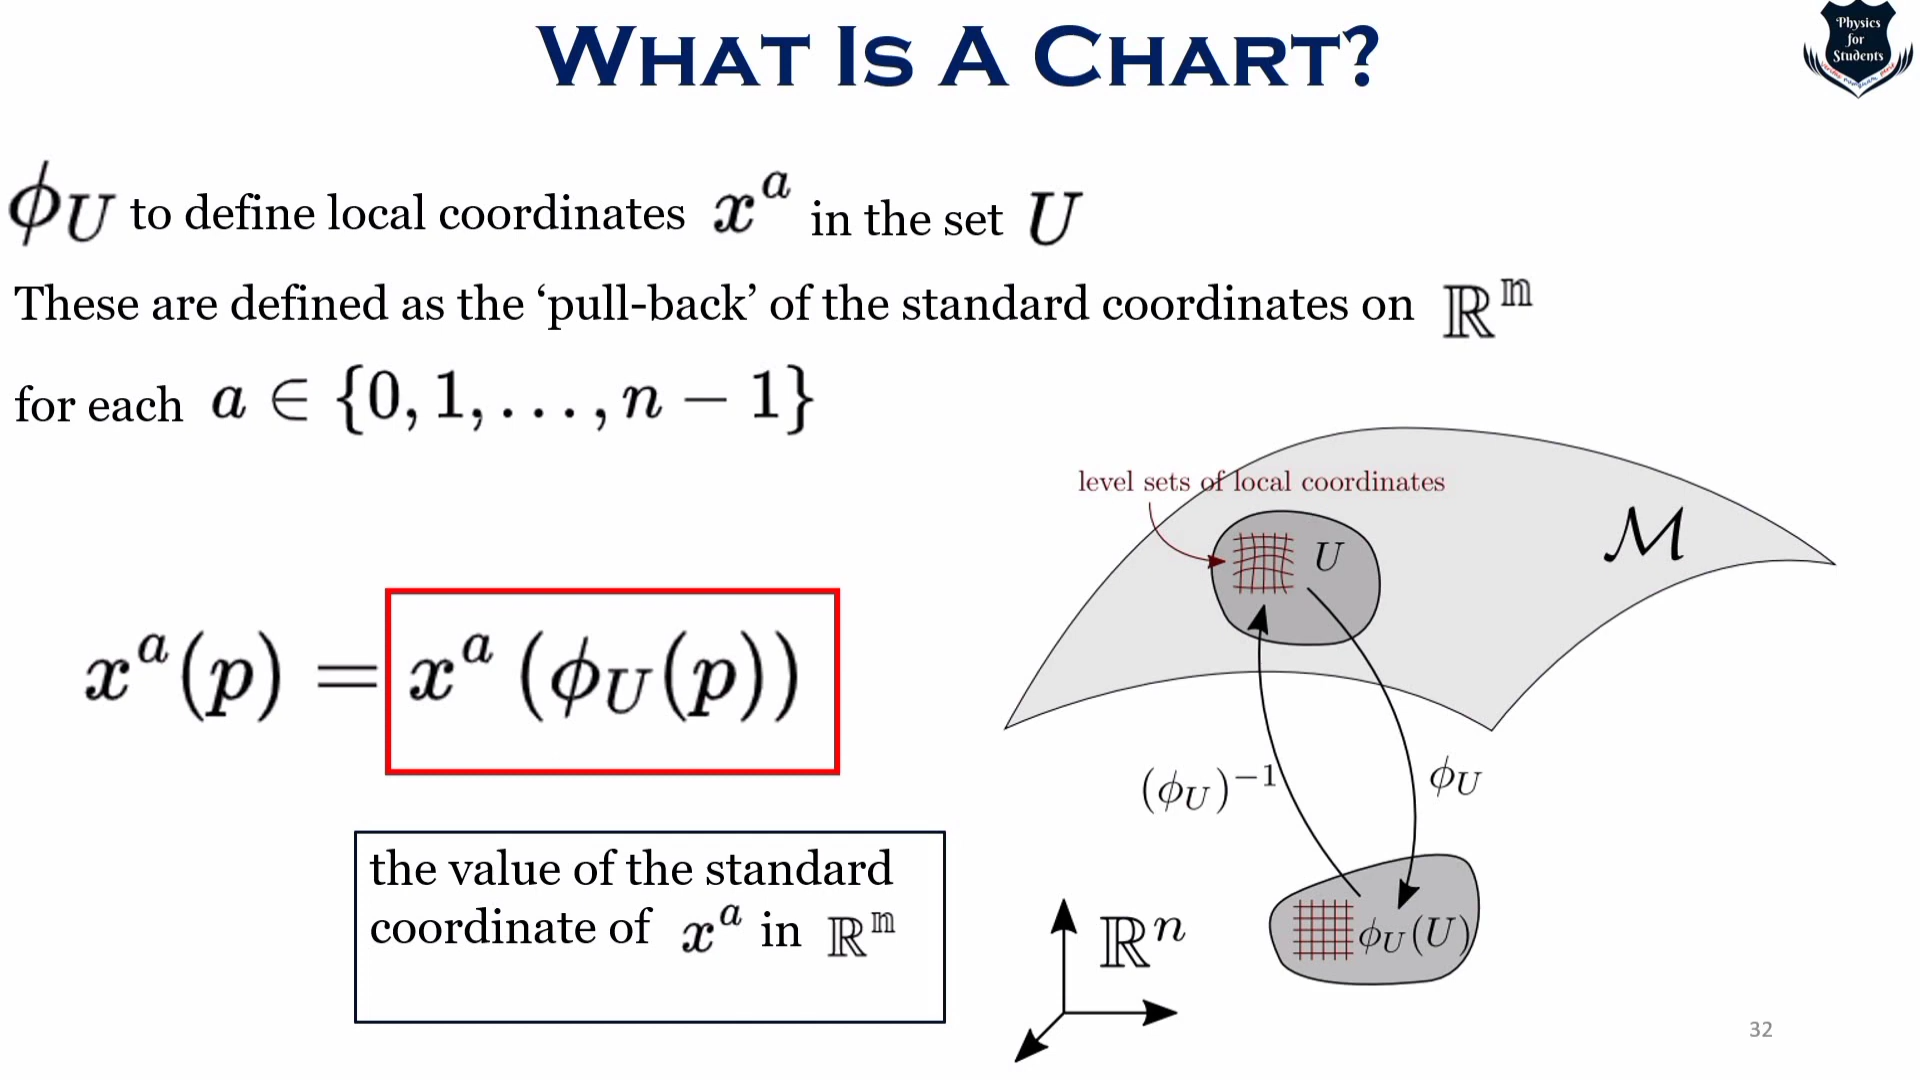 WHAT IS A CHART?
Physics
for
Students
ϕ_U to define local coordinates x^a in the set U
These are defined as the ‘pull-back’ of the standard coordinates on ℝ^n
for each a ∈ {0, 1, . . . , n − 1}
level sets of local coordinates
ℳ
U
x^a(p) = x^a (ϕ_U(p))
(ϕ_U)^−1
ϕ_U
the value of the standard
coordinate of x^a in ℝ^n
ℝ^n
ϕ_U(U)
32